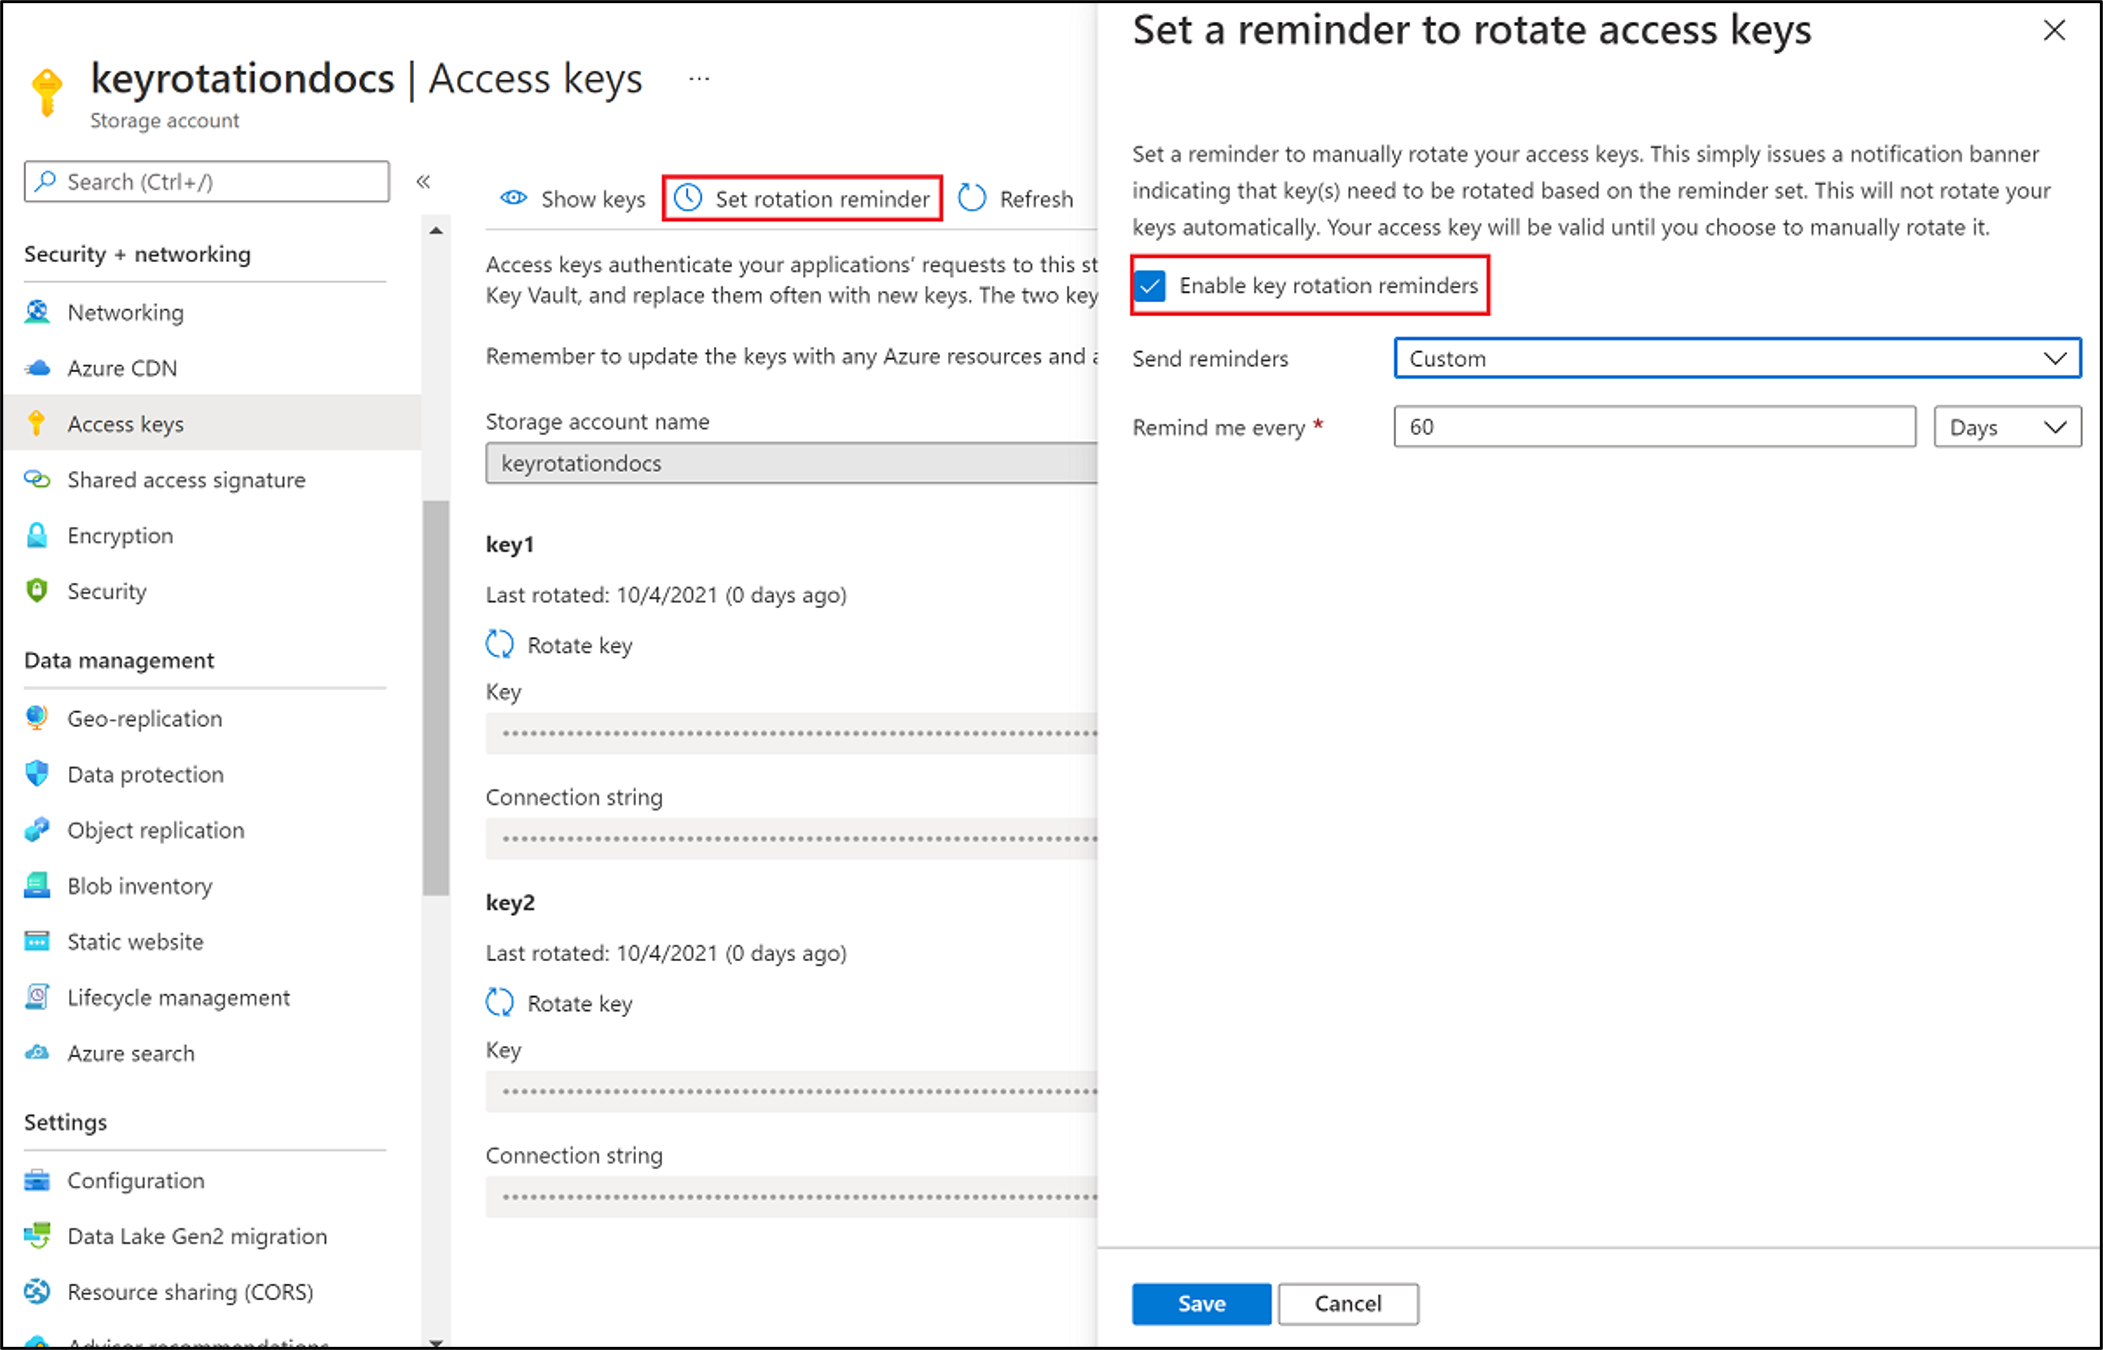 keyrotationdocs | Access keys ...
Storage account
Search (Ctrl+/)
Security + networking
Networking
Azure CDN
Access keys
Shared access signature
Encryption
Security
Data management
Geo-replication
Data protection
Object replication
Blob inventory
Static website
Lifecycle management
Azure search
Settings
Configuration
Data Lake Gen2 migration
Resource sharing (CORS)
Advisor recommendations
Show keys
Set rotation reminder
Refresh
Access keys authenticate your applications' requests to this st
Key Vault, and replace them often with new keys. The two key
Remember to update the keys with any Azure resources and a
Storage account name
keyrotationdocs
key1
Last rotated: 10/4/2021 (0 days ago)
Rotate key
Key
Connection string
key2
Last rotated: 10/4/2021 (0 days ago)
Rotate key
Key
Connection string
Set a reminder to rotate access keys
Set a reminder to manually rotate your access keys. This simply issues a notification banner
indicating that key(s) need to be rotated based on the reminder set. This will not rotate your
keys automatically. Your access key will be valid until you choose to manually rotate it.
Enable key rotation reminders
Send reminders
Custom
Remind me every *
60
Days
Save
Cancel